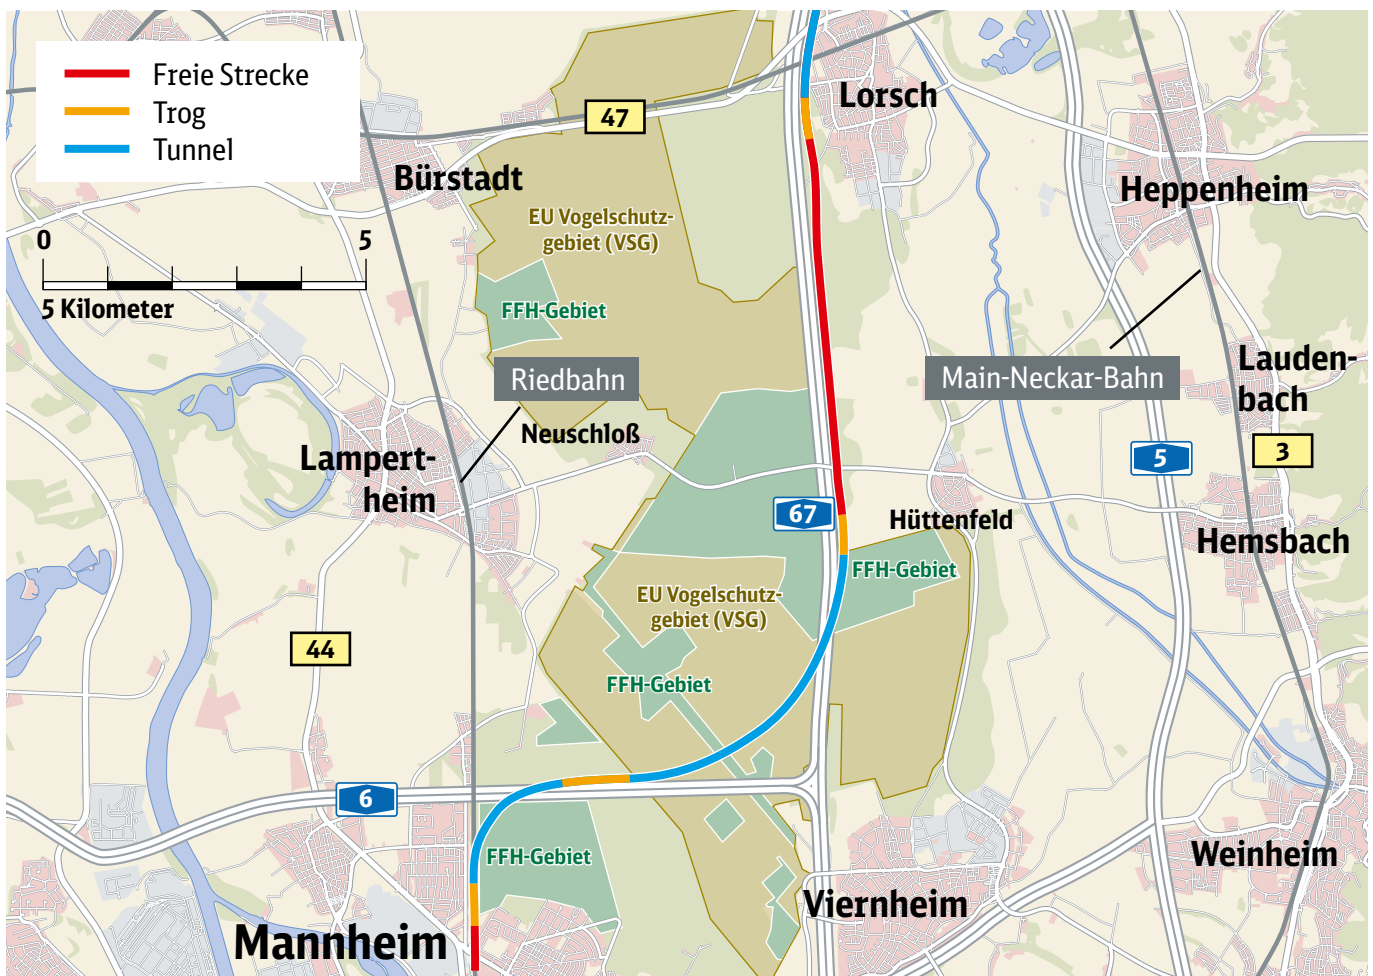 Freie Strecke
Trog
Tunnel
47
Lorsch
Bürstadt
Heppenheim
EU Vogelschutz-
gebiet (VSG)
0
5
5 Kilometer
FFH-Gebiet
Riedbahn
Main-Neckar-Bahn
Lauden-
bach
Neuschloß
Lampert-
heim
5
3
67
Hüttenfeld
Hemsbach
FFH-Gebiet
EU Vogelschutz-
gebiet (VSG)
44
FFH-Gebiet
6
FFH-Gebiet
Weinheim
Viernheim
Mannheim